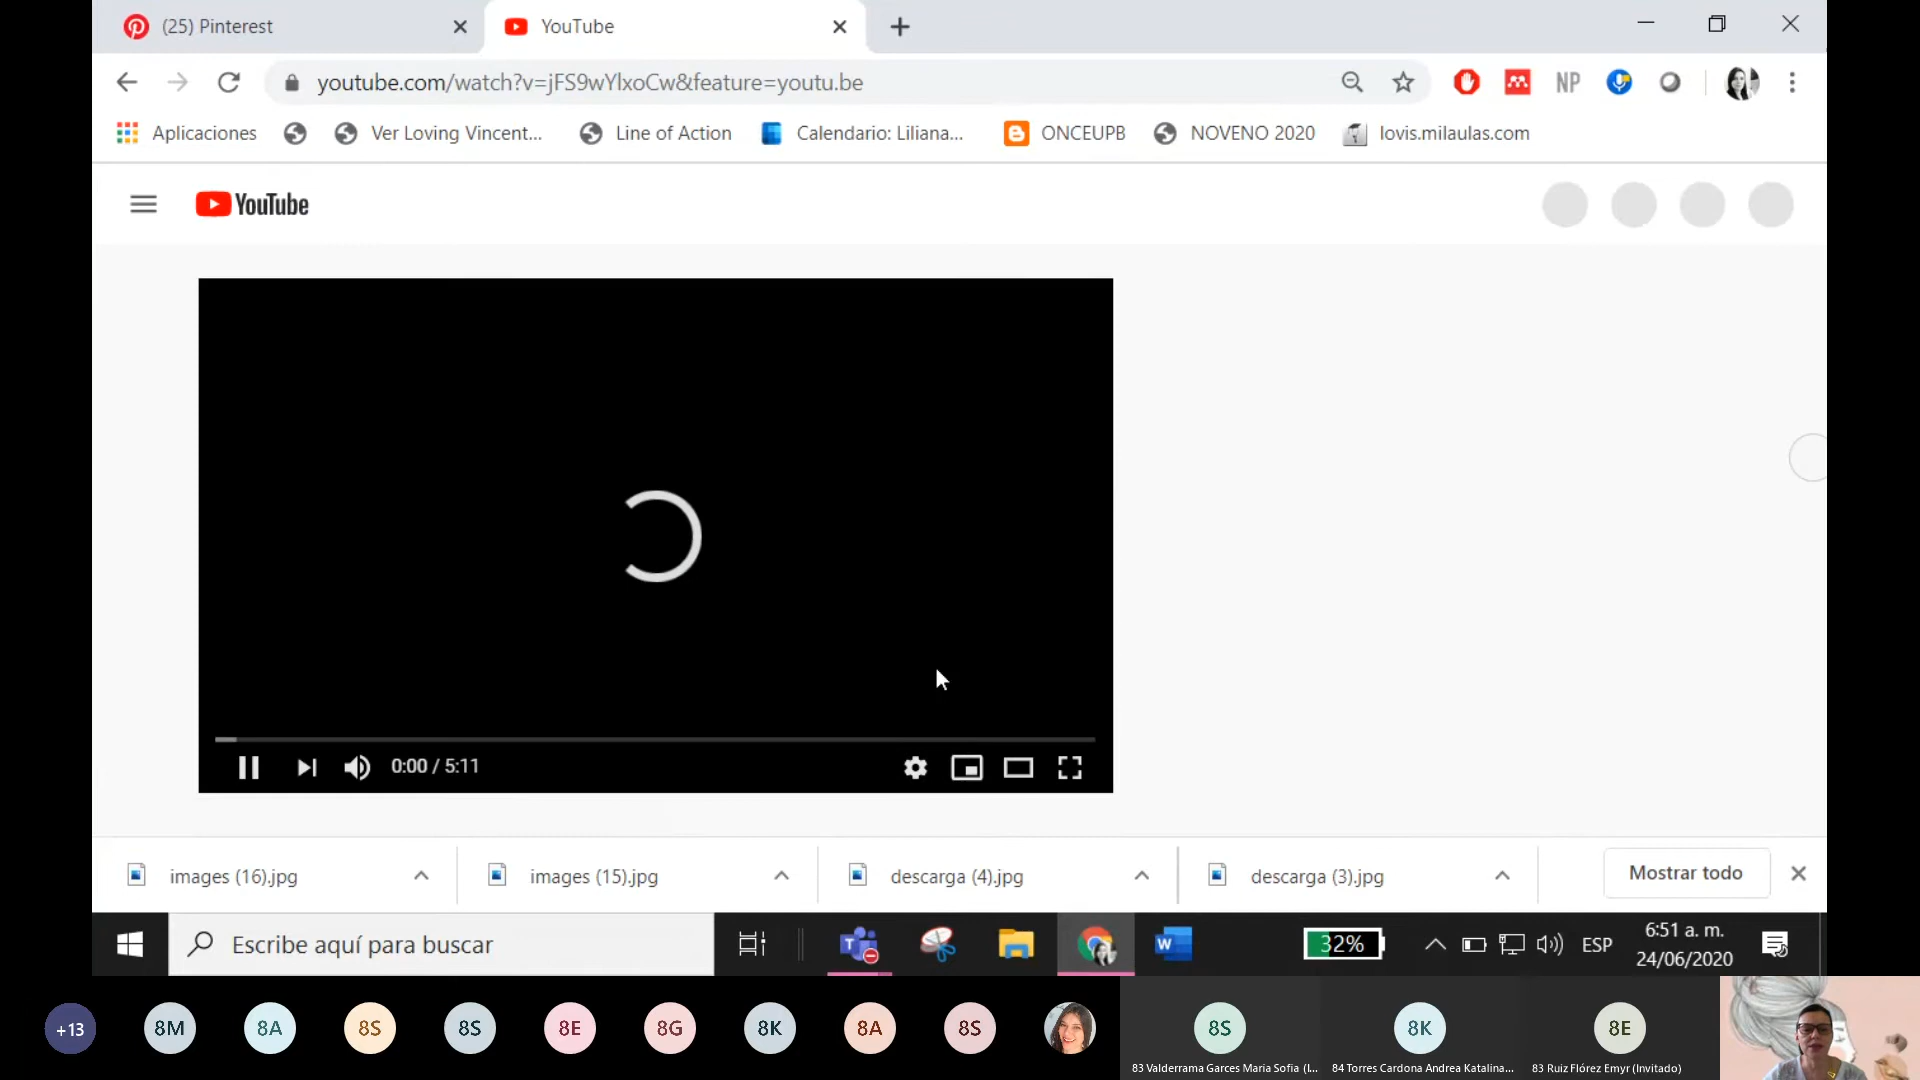 (25) Pinterest
YouTube
youtube.com/watch?v=jFS9wYlxoCw&feature=youtu.be
NP
Aplicaciones
Ver Loving Vincent...
Line of Action
Calendario: Liliana...
ONCEUPB
NOVENO 2020
lovis.milaulas.com
YouTube
0:00 / 5:11
images (16).jpg
images (15).jpg
descarga (4).jpg
descarga (3).jpg
Mostrar todo
Escribe aquí para buscar
32%
ESP
6:51 a. m.
24/06/2020
+13
8M
8A
8S
8S
8E
8G
8K
8A
8S
8S
83 Valderrama Garces Maria Sofia (I...
8K
84 Torres Cardona Andrea Katalina...
8E
83 Ruiz Flórez Emyr (Invitado)